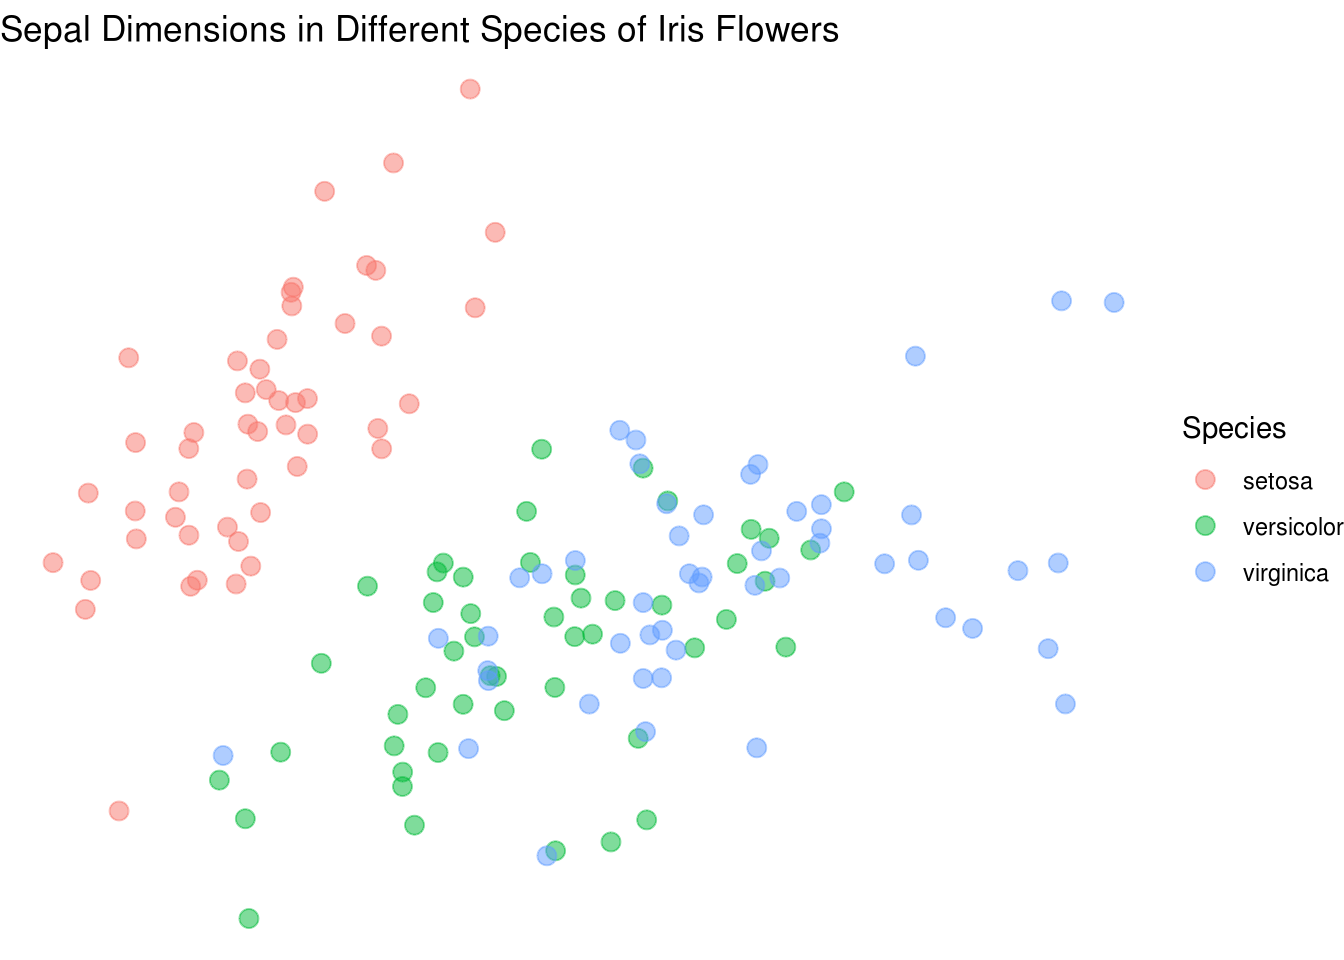 Sepal Dimensions in Different Species of Iris Flowers
Species
setosa
versicolor
virginica